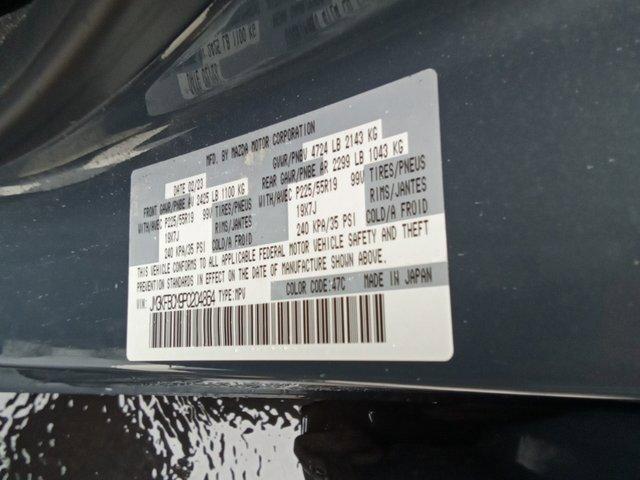 MFD. BY MAZDA MOTOR CORPORATION
DATE 02/23 GVWR/PNBV 4724 LB 2143 KG
FRONT GAWR/PNBE AV 2425 LB 1100 KG REAR GAWR/PNBE AR 2299 LB 1043 KG
WITH/AVEC P225/55R19 99V TIRES/PNEUS WITH/AVEC P225/55R19 99V TIRES/PNEUS
19X7J RIMS/JANTES 19X7J RIMS/JANTES
240 KPA/35 PSI COLD/A FROID 240 KPA/35 PSI COLD/A FROID
THIS VEHICLE CONFORMS TO ALL APPLICABLE FEDERAL MOTOR VEHICLE SAFETY AND THEFT
PREVENTION STANDARDS IN EFFECT ON THE DATE OF MANUFACTURE SHOWN ABOVE.
TYPE:MPV COLOR CODE:47C MADE IN JAPAN